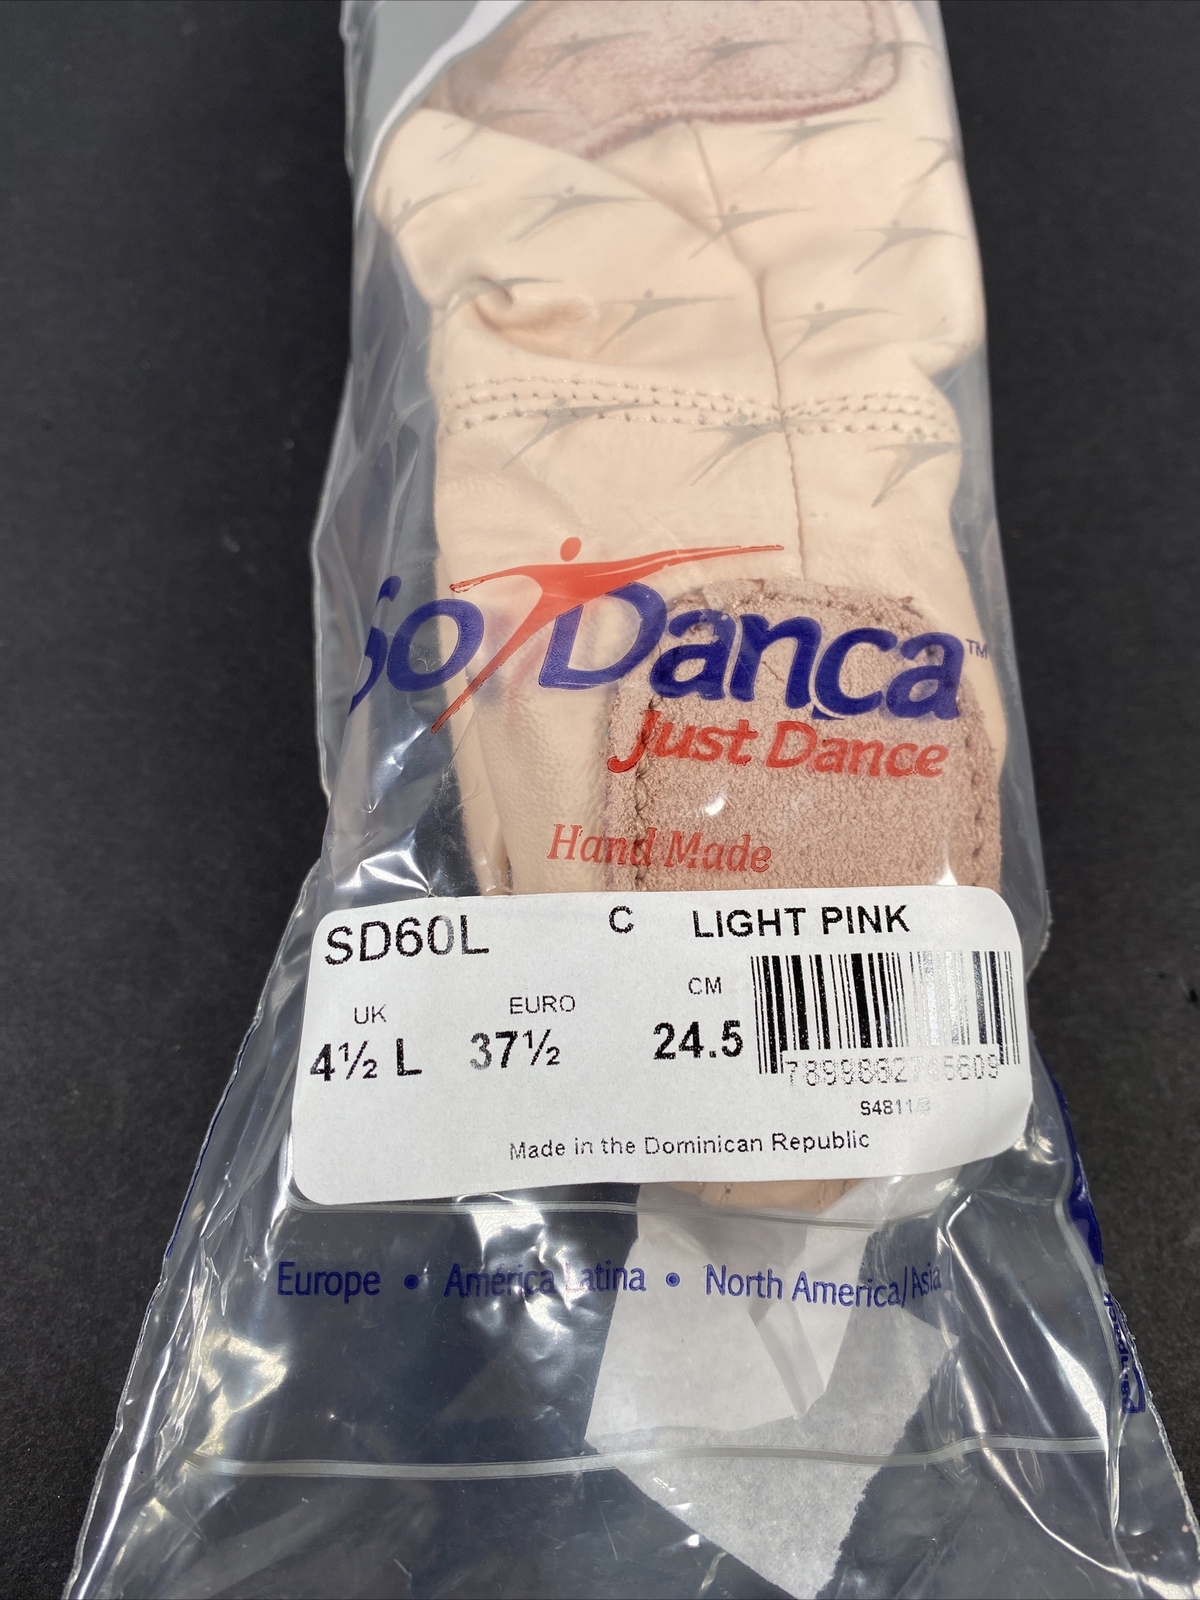 So Danca™
Just Dance
Hand Made
SD60L C LIGHT PINK
UK EURO CM
4½ L 37½ 24.5
S4811
Made in the Dominican Republic
Europe • América Latina • North America/Asia